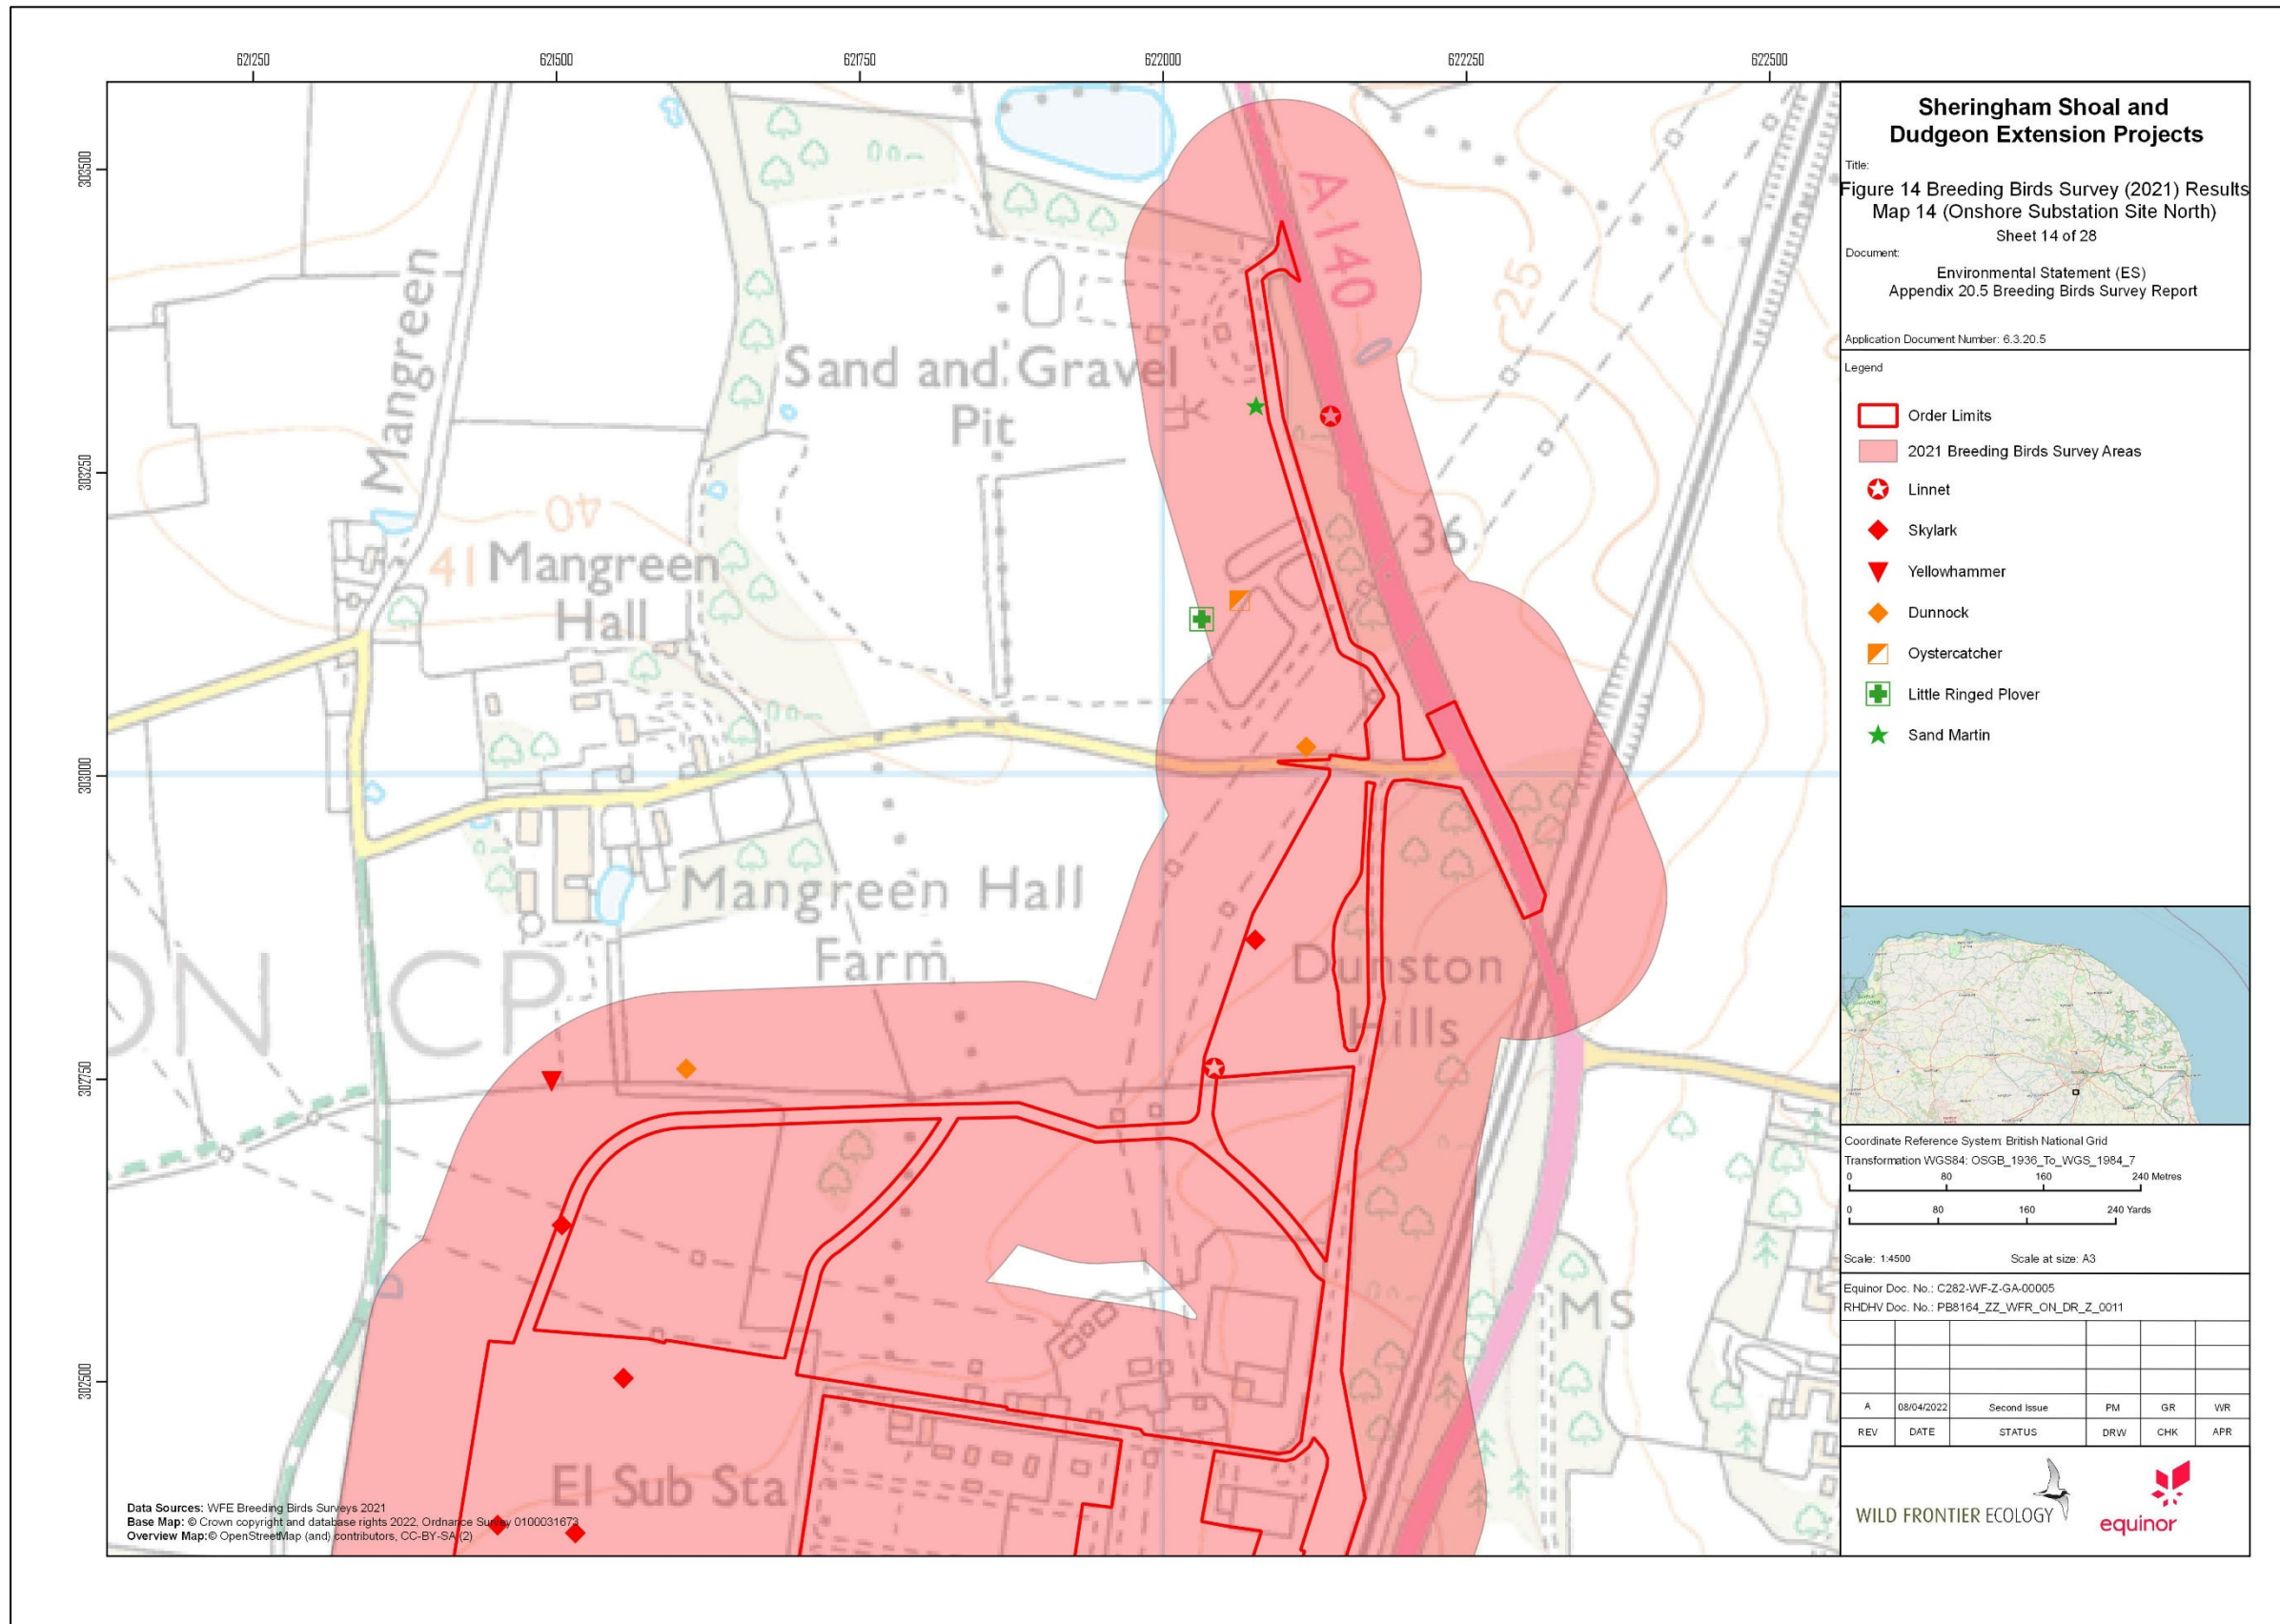 621250
621500
621750
622000
622250
622500
303500
303250
303000
302750
302500
A 140
25
Sand and Gravel
Pit
Mangreen
36
40
41
Mangreen
Hall
Mangreen Hall
Farm
Dunston
Hills
ON CP
MS
El Sub Sta
Data Sources: WFE Breeding Birds Surveys 2021
Base Map: © Crown copyright and database rights 2022, Ordnance Survey 0100031673
Overview Map:© OpenStreetMap (and) contributors, CC-BY-SA (2)
Sheringham Shoal and
Dudgeon Extension Projects
Title:
Figure 14 Breeding Birds Survey (2021) Results
Map 14 (Onshore Substation Site North)
Sheet 14 of 28
Document:
Environmental Statement (ES)
Appendix 20.5 Breeding Birds Survey Report
Application Document Number: 6.3.20.5
Legend
Order Limits
2021 Breeding Birds Survey Areas
Linnet
Skylark
Yellowhammer
Dunnock
Oystercatcher
Little Ringed Plover
Sand Martin
Coordinate Reference System: British National Grid
Transformation WGS84: OSGB_1936_To_WGS_1984_7
0 80 160 240 Metres
0 80 160 240 Yards
Scale: 1:4500 Scale at size: A3
Equinor Doc. No.: C282-WF-Z-GA-00005
RHDHV Doc. No.: PB8164_ZZ_WFR_ON_DR_Z_0011
A 08/04/2022 Second Issue PM GR WR
REV DATE STATUS DRW CHK APR
WILD FRONTIER ECOLOGY
equinor